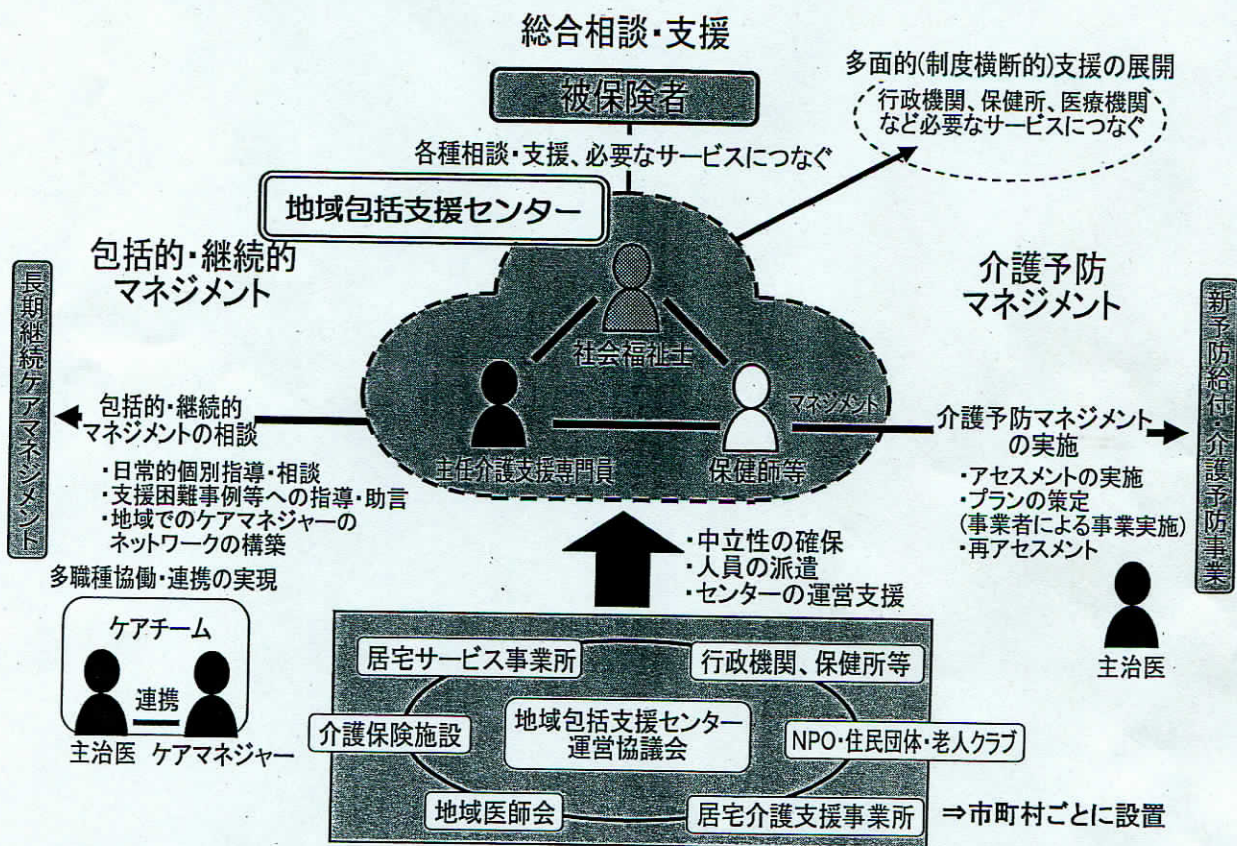 総合相談・支援
被保険者
各種相談・支援、必要なサービスにつなぐ
多面的(制度横断的)支援の展開
行政機関、保健所、医療機関
など必要なサービスにつなぐ
地域包括支援センター
包括的・継続的
マネジメント
介護予防
マネジメント
長期継続ケアマネジメント
新予防給付・介護予防事業
社会福祉士
主任介護支援専門員
保健師等
マネジメント
包括的・継続的
マネジメントの相談
・日常的個別指導・相談
・支援困難事例等への指導・助言
・地域でのケアマネジャーの
ネットワークの構築
介護予防マネジメント
の実施
・アセスメントの実施
・プランの策定
(事業者による事業実施)
・再アセスメント
主治医
・中立性の確保
・人員の派遣
・センターの運営支援
多職種協働・連携の実現
ケアチーム
連携
主治医
ケアマネジャー
居宅サービス事業所
行政機関、保健所等
介護保険施設
地域包括支援センター
運営協議会
NPO・住民団体・老人クラブ
地域医師会
居宅介護支援事業所
⇒市町村ごとに設置